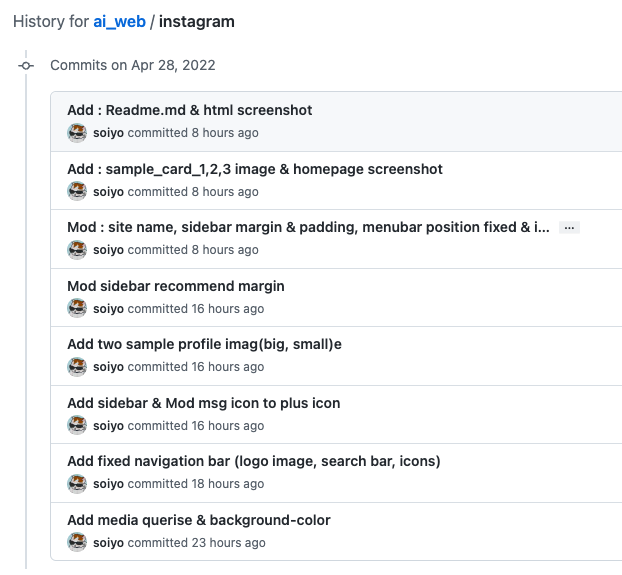 History for ai_web / instagram
Commits on Apr 28, 2022
Add : Readme.md & html screenshot
soiyo committed 8 hours ago
Add : sample_card_1,2,3 image & homepage screenshot
soiyo committed 8 hours ago
Mod : site name, sidebar margin & padding, menubar position fixed & i... ...
soiyo committed 8 hours ago
Mod sidebar recommend margin
soiyo committed 16 hours ago
Add two sample profile imag(big, small)e
soiyo committed 16 hours ago
Add sidebar & Mod msg icon to plus icon
soiyo committed 16 hours ago
Add fixed navigation bar (logo image, search bar, icons)
soiyo committed 18 hours ago
Add media querise & background-color
soiyo committed 23 hours ago